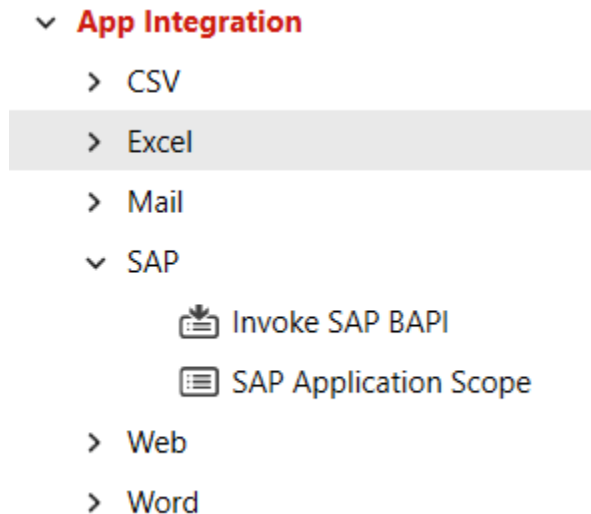 App Integration
CSV
Excel
Mail
SAP
Invoke SAP BAPI
SAP Application Scope
Web
Word